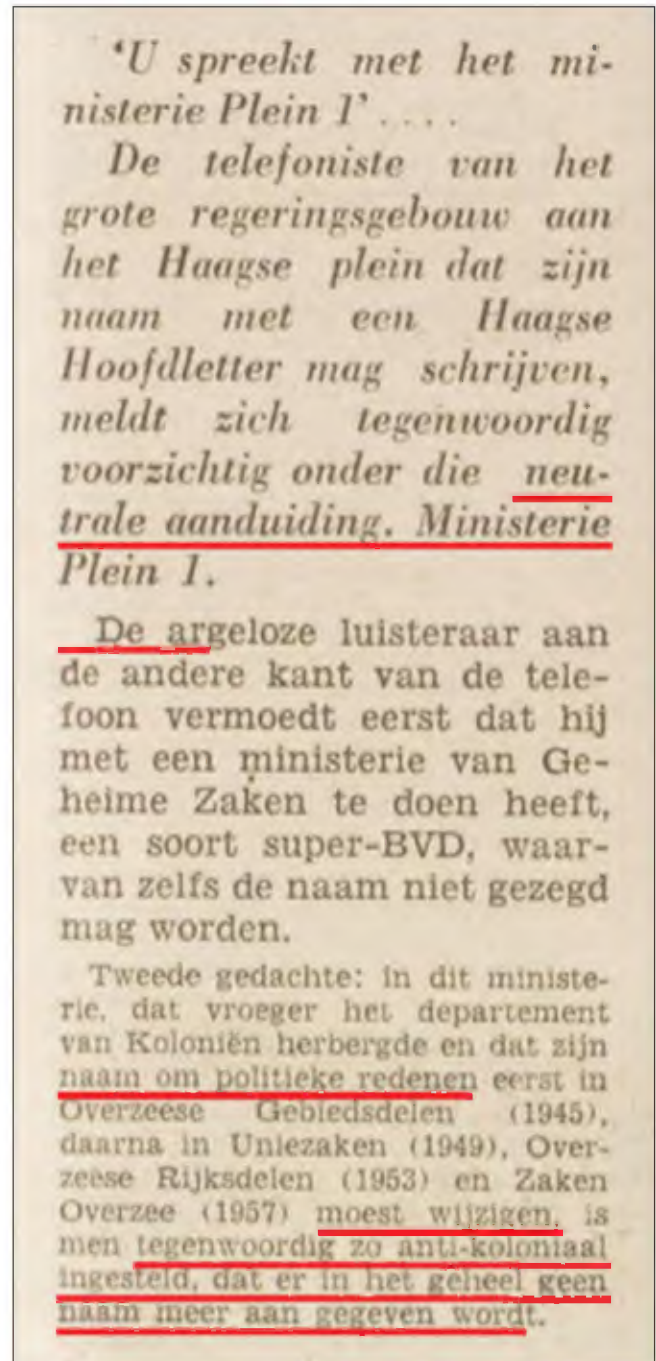 ‘U spreekt met het mi-
nisterie Plein 1’ ....
De telefoniste van het
grote regeringsgebouw aan
het Haagse plein dat zijn
naam met een Haagse
Hoofdletter mag schrijven,
meldt zich tegenwoordig
voorzichtig onder die neu-
trale aanduiding. Ministerie
Plein 1.
De argeloze luisteraar aan
de andere kant van de tele-
foon vermoedt eerst dat hij
met een ministerie van Ge-
heime Zaken te doen heeft,
een soort super-BVD, waar-
van zelfs de naam niet gezegd
mag worden.
Tweede gedachte: in dit ministe-
rie, dat vroeger het departement
van Koloniën herbergde en dat zijn
naam om politieke redenen eerst in
Overzeese Gebiedsdelen (1945),
daarna in Uniezaken (1949), Over-
zeese Rijksdelen (1953) en Zaken
Overzee (1957) moest wijzigen, is
men tegenwoordig zo anti-koloniaal
ingesteld, dat er in het geheel geen
naam meer aan gegeven wordt.